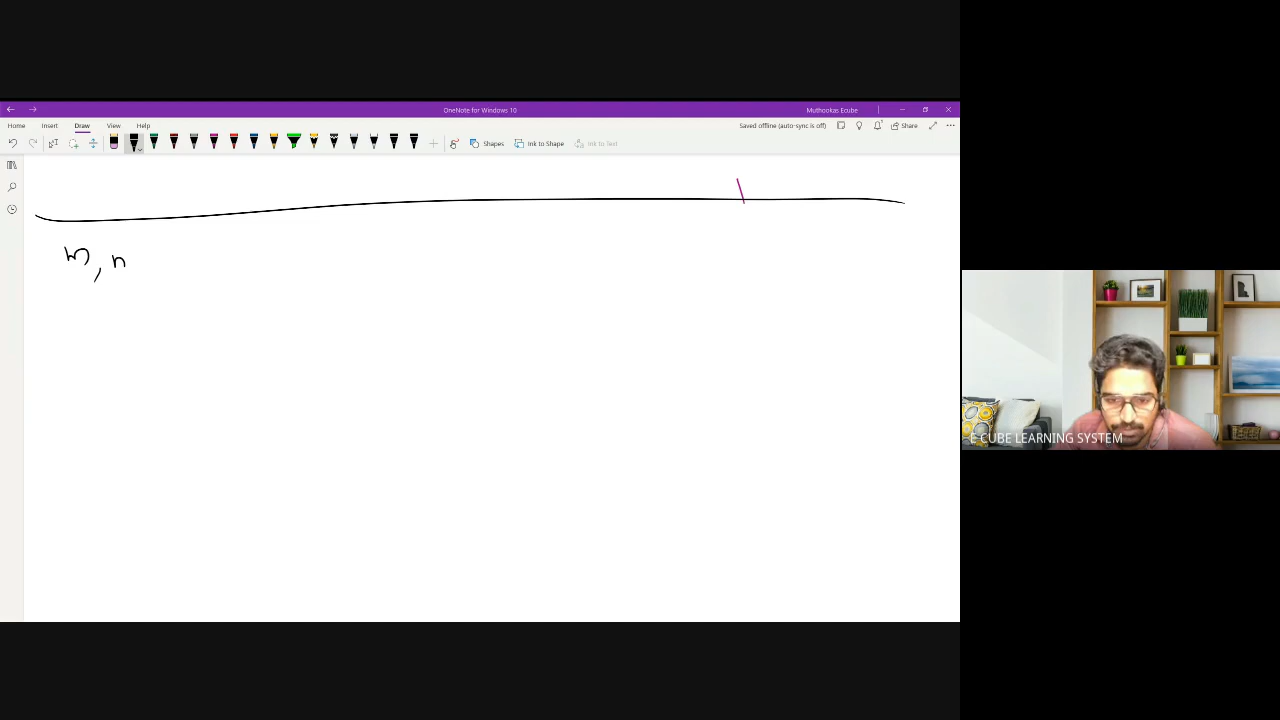 OneNote for Windows 10
Muthookas Ecube
Home Insert Draw View Help
Saved offline (auto-sync is off)
Share
Shapes Ink to Shape Ink to Text
m, n
E CUBE LEARNING SYSTEM